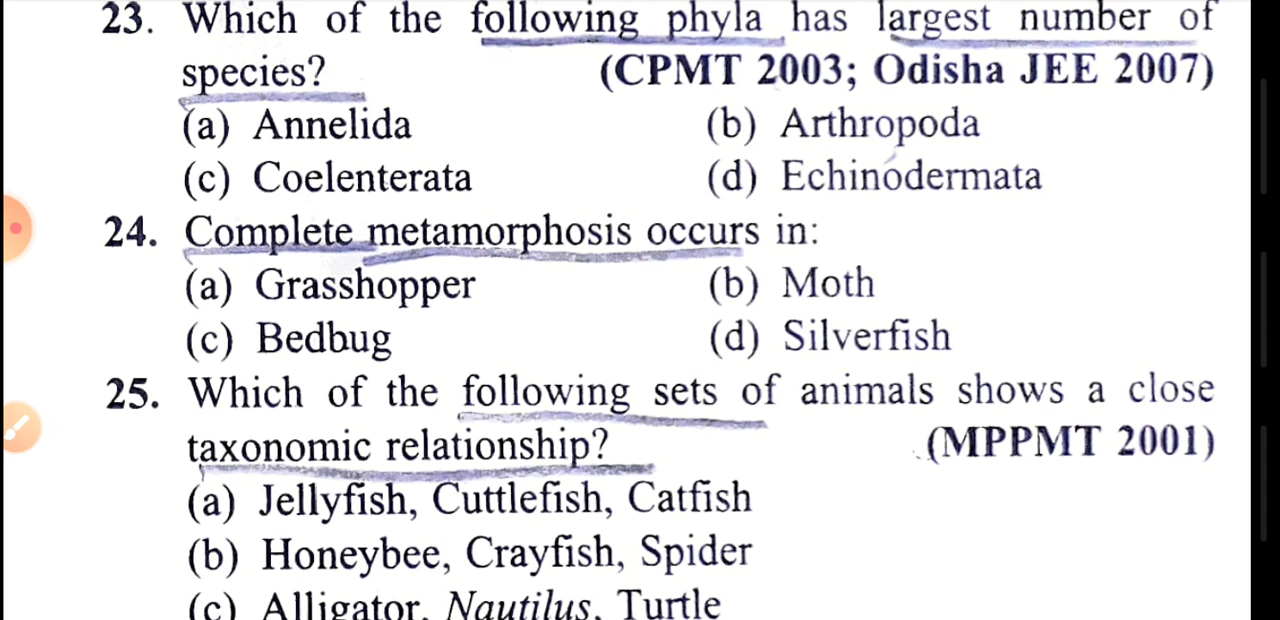 23. Which of the following phyla has largest number of
species? (CPMT 2003; Odisha JEE 2007)
(a) Annelida (b) Arthropoda
(c) Coelenterata (d) Echinodermata
24. Complete metamorphosis occurs in:
(a) Grasshopper (b) Moth
(c) Bedbug (d) Silverfish
25. Which of the following sets of animals shows a close
taxonomic relationship? (MPPMT 2001)
(a) Jellyfish, Cuttlefish, Catfish
(b) Honeybee, Crayfish, Spider
(c) Alligator, Nautilus, Turtle